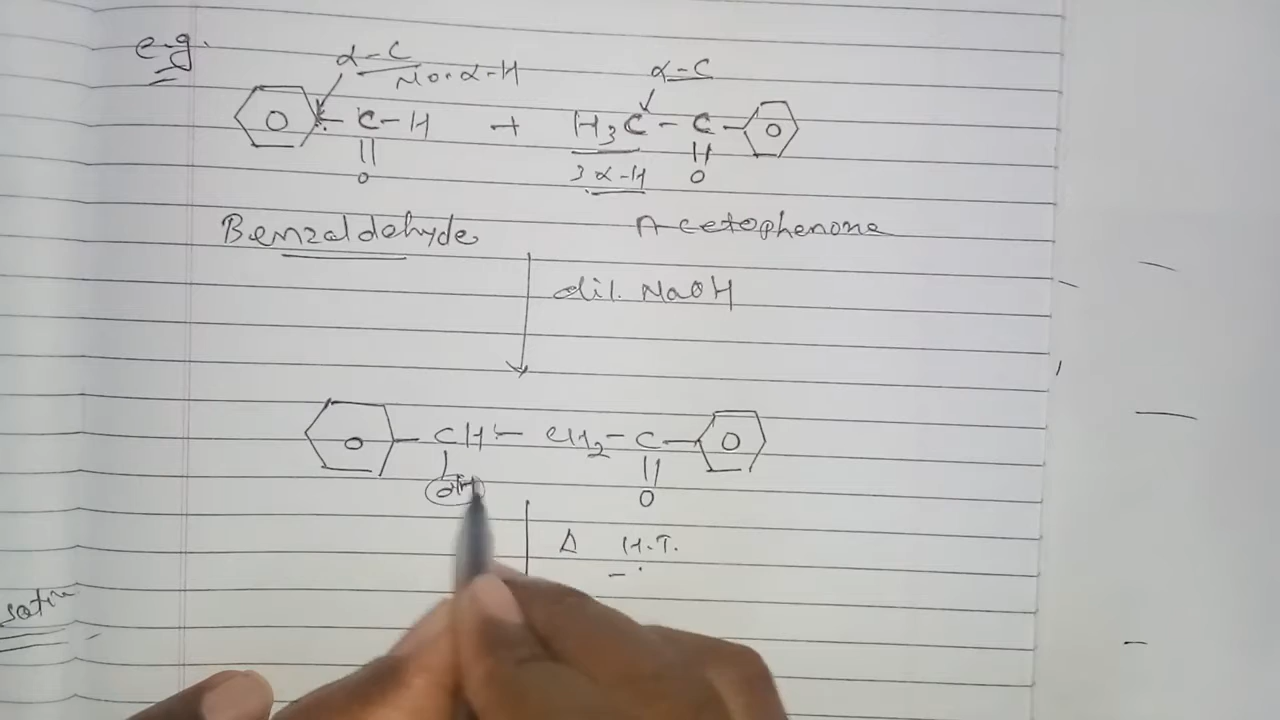 e.g.
α-C α-C
No. α-H
C-H + H3C - C -
O 3 α-H O
Benzaldehyde Acetophenone
dil. NaOH
CH - CH2 - C -
OH O
Δ H.T.